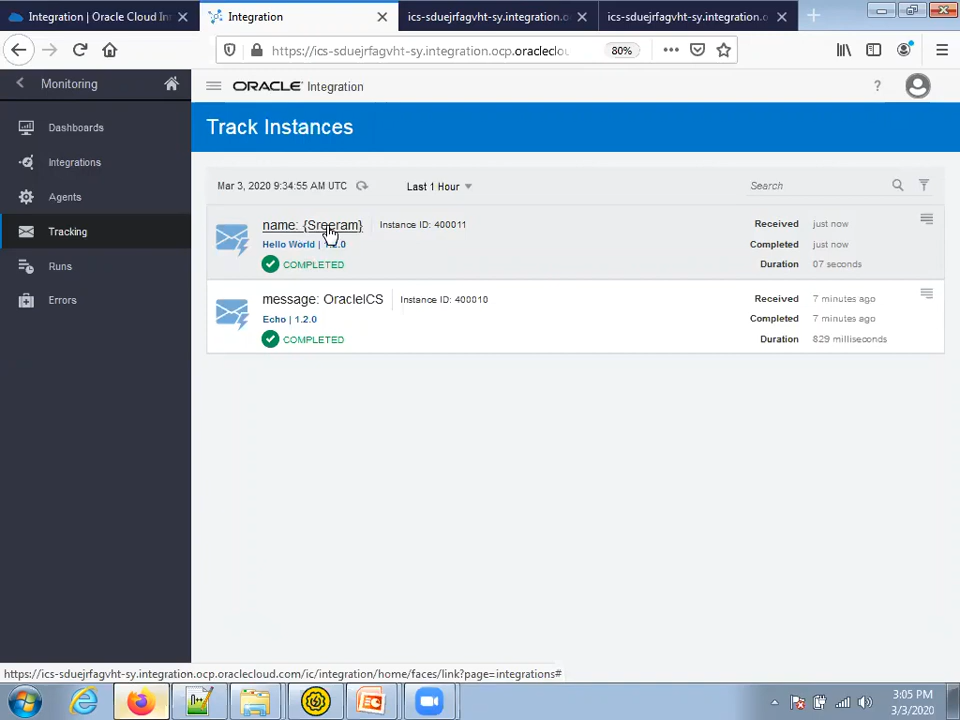 Integration | Oracle Cloud In
Integration
ics-sduejrfagvht-sy.integration.o
ics-sduejrfagvht-sy.integration.o
https://ics-sduejrfagvht-sy.integration.ocp.oracleclo
80%
Monitoring
ORACLE Integration
?
Dashboards
Integrations
Agents
Tracking
Runs
Errors
Track Instances
Mar 3, 2020 9:34:55 AM UTC
Last 1 Hour
Search
name: {Sreeram}
Instance ID: 400011
Hello World | 1.2.0
COMPLETED
Received just now
Completed just now
Duration 07 seconds
message: OracleICS
Instance ID: 400010
Echo | 1.2.0
COMPLETED
Received 7 minutes ago
Completed 7 minutes ago
Duration 829 milliseconds
https://ics-sduejrfagvht-sy.integration.ocp.oraclecloud.com/ic/integration/home/faces/link?page=integrations#
3:05 PM
3/3/2020